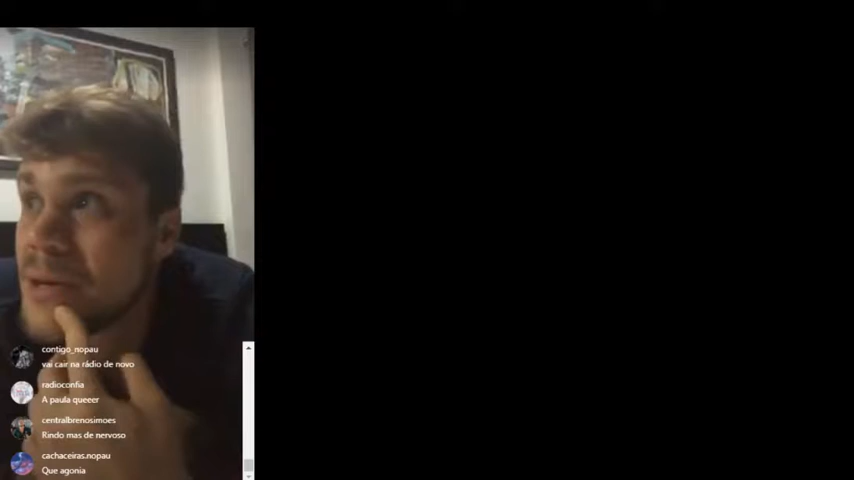 contigo_nopau
vai cair na rádio de novo
radioconfia
A paula queeer
centralbrenosimoes
Rindo mas de nervoso
cachaceiras.nopau
Que agonia